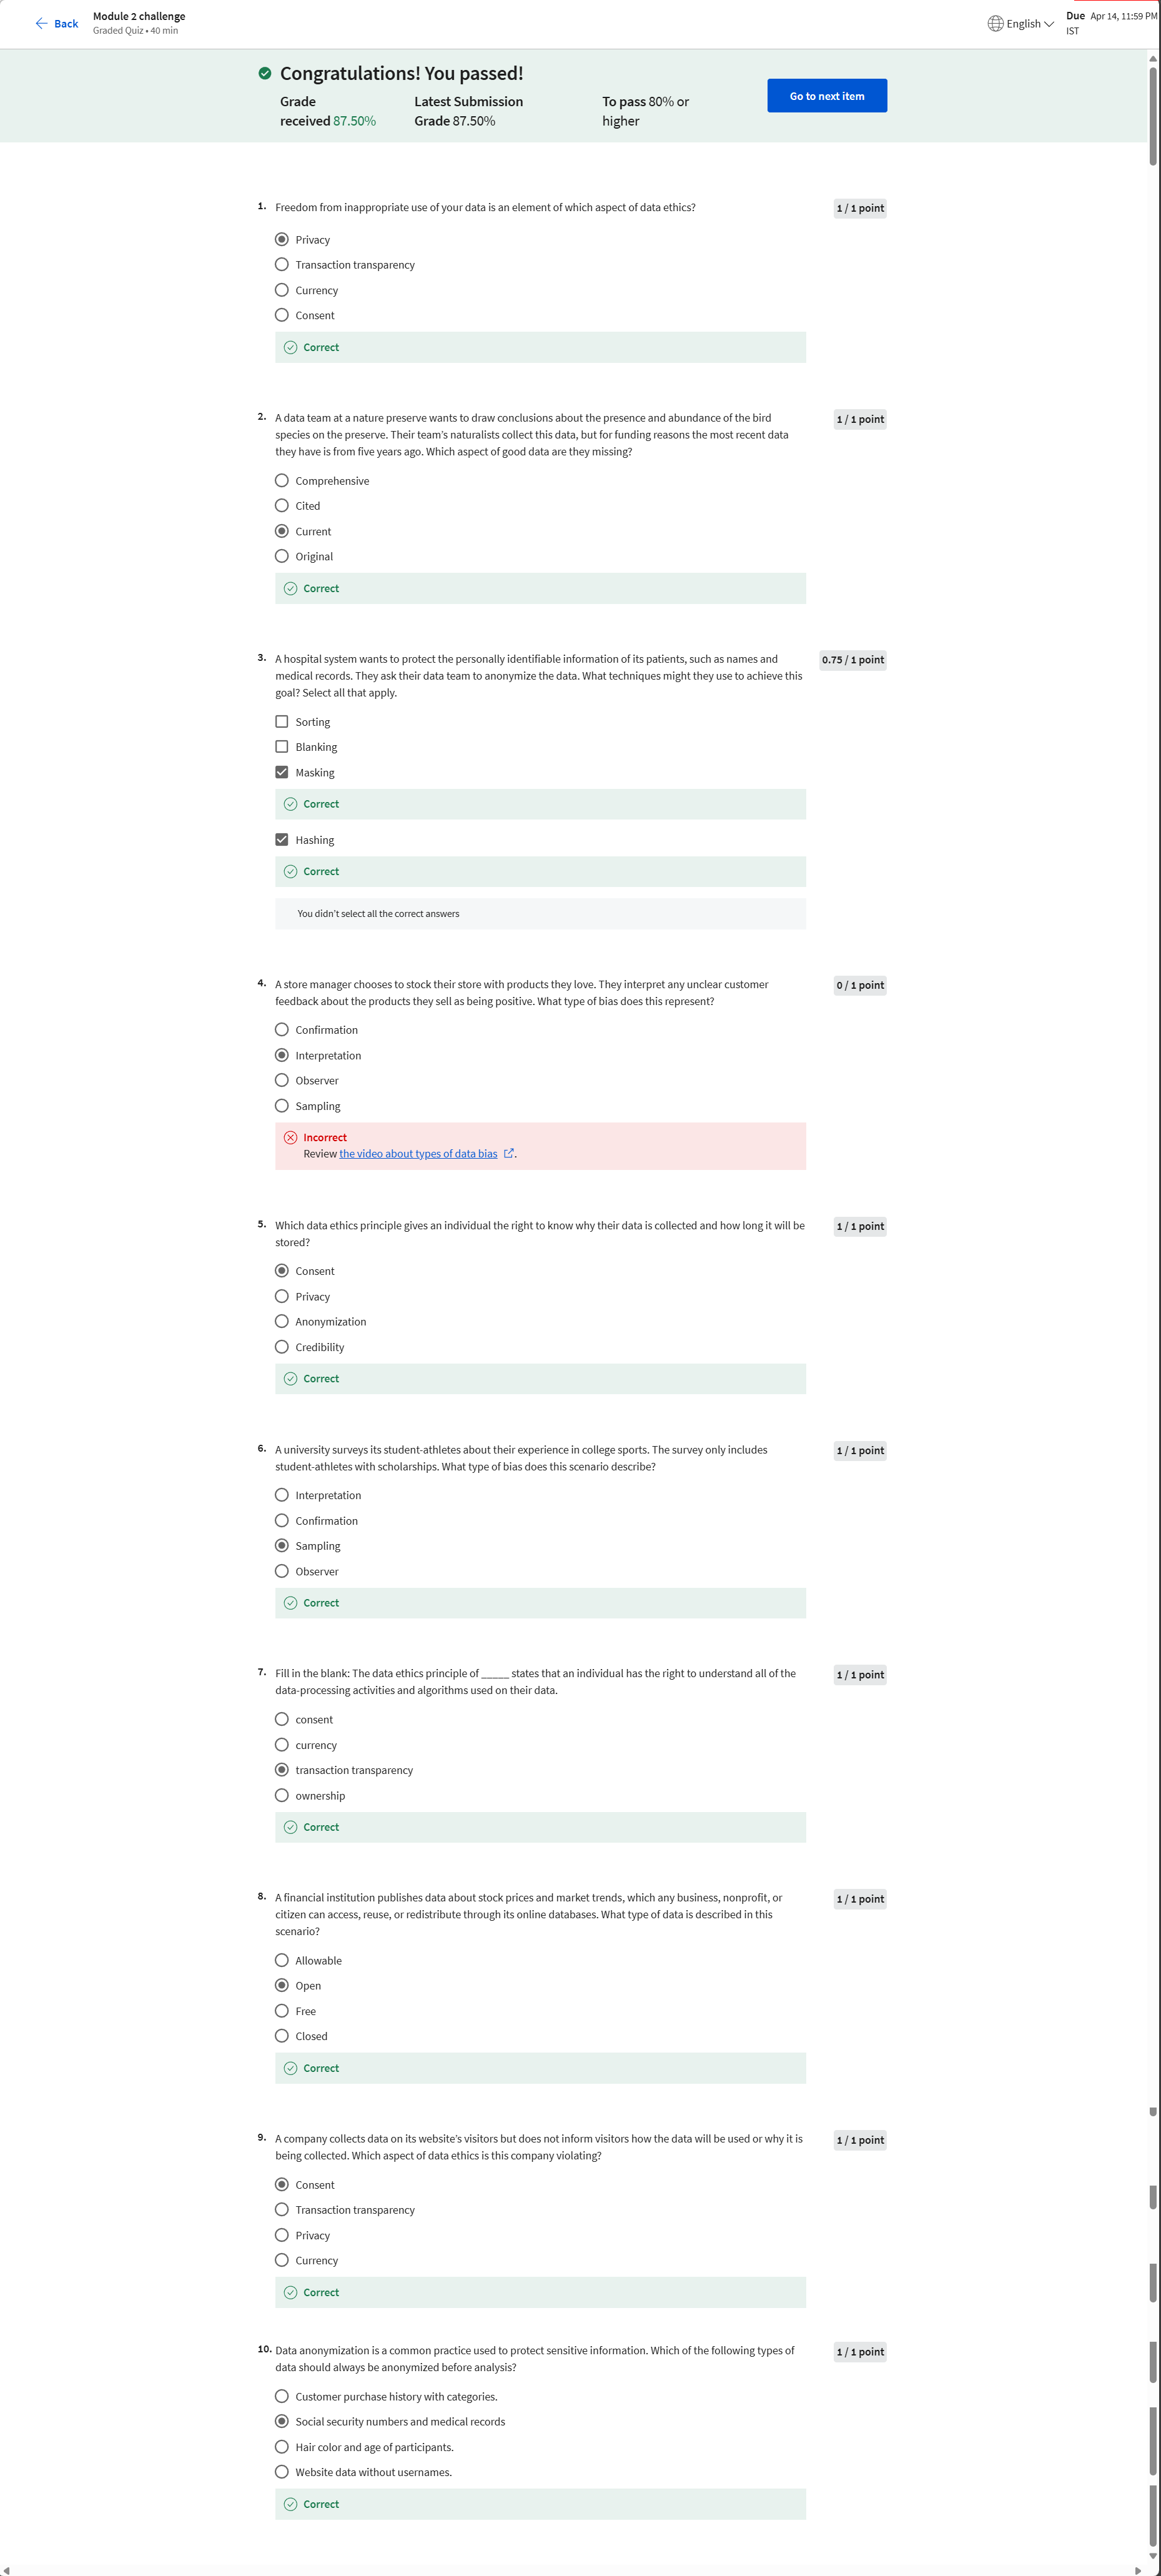 Back
Module 2 challenge
Graded Quiz • 40 min
English
Due Apr 14, 11:59 PM
IST
Congratulations! You passed!
Grade
received 87.50%
Latest Submission
Grade 87.50%
To pass 80% or
higher
Go to next item
1. Freedom from inappropriate use of your data is an element of which aspect of data ethics?
1 / 1 point
Privacy
Transaction transparency
Currency
Consent
Correct
2. A data team at a nature preserve wants to draw conclusions about the presence and abundance of the bird
species on the preserve. Their team’s naturalists collect this data, but for funding reasons the most recent data
they have is from five years ago. Which aspect of good data are they missing?
1 / 1 point
Comprehensive
Cited
Current
Original
Correct
3. A hospital system wants to protect the personally identifiable information of its patients, such as names and
medical records. They ask their data team to anonymize the data. What techniques might they use to achieve this
goal? Select all that apply.
0.75 / 1 point
Sorting
Blanking
Masking
Correct
Hashing
Correct
You didn’t select all the correct answers
4. A store manager chooses to stock their store with products they love. They interpret any unclear customer
feedback about the products they sell as being positive. What type of bias does this represent?
0 / 1 point
Confirmation
Interpretation
Observer
Sampling
Incorrect
Review the video about types of data bias.
5. Which data ethics principle gives an individual the right to know why their data is collected and how long it will be
stored?
1 / 1 point
Consent
Privacy
Anonymization
Credibility
Correct
6. A university surveys its student-athletes about their experience in college sports. The survey only includes
student-athletes with scholarships. What type of bias does this scenario describe?
1 / 1 point
Interpretation
Confirmation
Sampling
Observer
Correct
7. Fill in the blank: The data ethics principle of _____ states that an individual has the right to understand all of the
data-processing activities and algorithms used on their data.
1 / 1 point
consent
currency
transaction transparency
ownership
Correct
8. A financial institution publishes data about stock prices and market trends, which any business, nonprofit, or
citizen can access, reuse, or redistribute through its online databases. What type of data is described in this
scenario?
1 / 1 point
Allowable
Open
Free
Closed
Correct
9. A company collects data on its website’s visitors but does not inform visitors how the data will be used or why it is
being collected. Which aspect of data ethics is this company violating?
1 / 1 point
Consent
Transaction transparency
Privacy
Currency
Correct
10. Data anonymization is a common practice used to protect sensitive information. Which of the following types of
data should always be anonymized before analysis?
1 / 1 point
Customer purchase history with categories.
Social security numbers and medical records
Hair color and age of participants.
Website data without usernames.
Correct